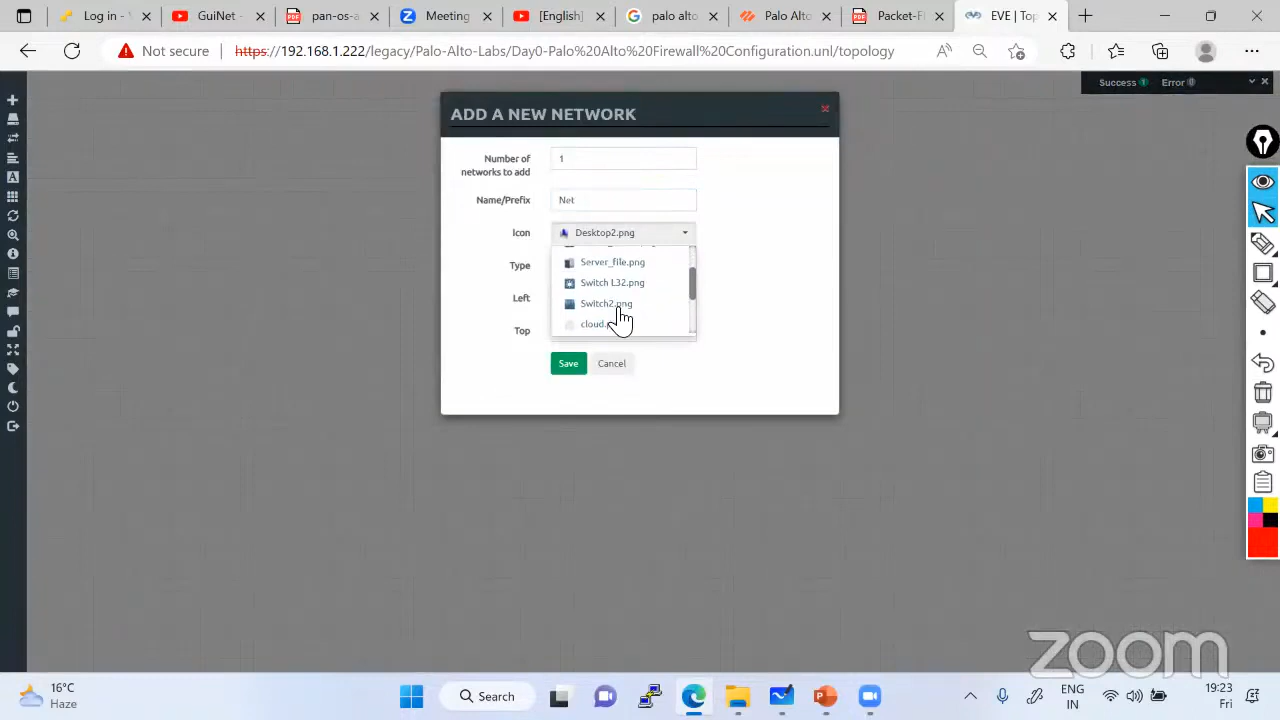 Log in -
GuiNet -
pan-os-a
Meeting
[English]
palo alto
Palo Alto
Packet-Fl
EVE | Top
Not secure
https://192.168.1.222/legacy/Palo-Alto-Labs/Day0-Palo%20Alto%20Firewall%20Configuration.unl/topology
Success 1 Error 0
ADD A NEW NETWORK
Number of
networks to add
1
Name/Prefix
Net
Icon
Desktop2.png
Type
Server_file.png
Switch L32.png
Left
Switch2.png
Top
cloud.
Save
Cancel
zoom
16°C
Haze
Search
ENG
IN
19:23
Fri